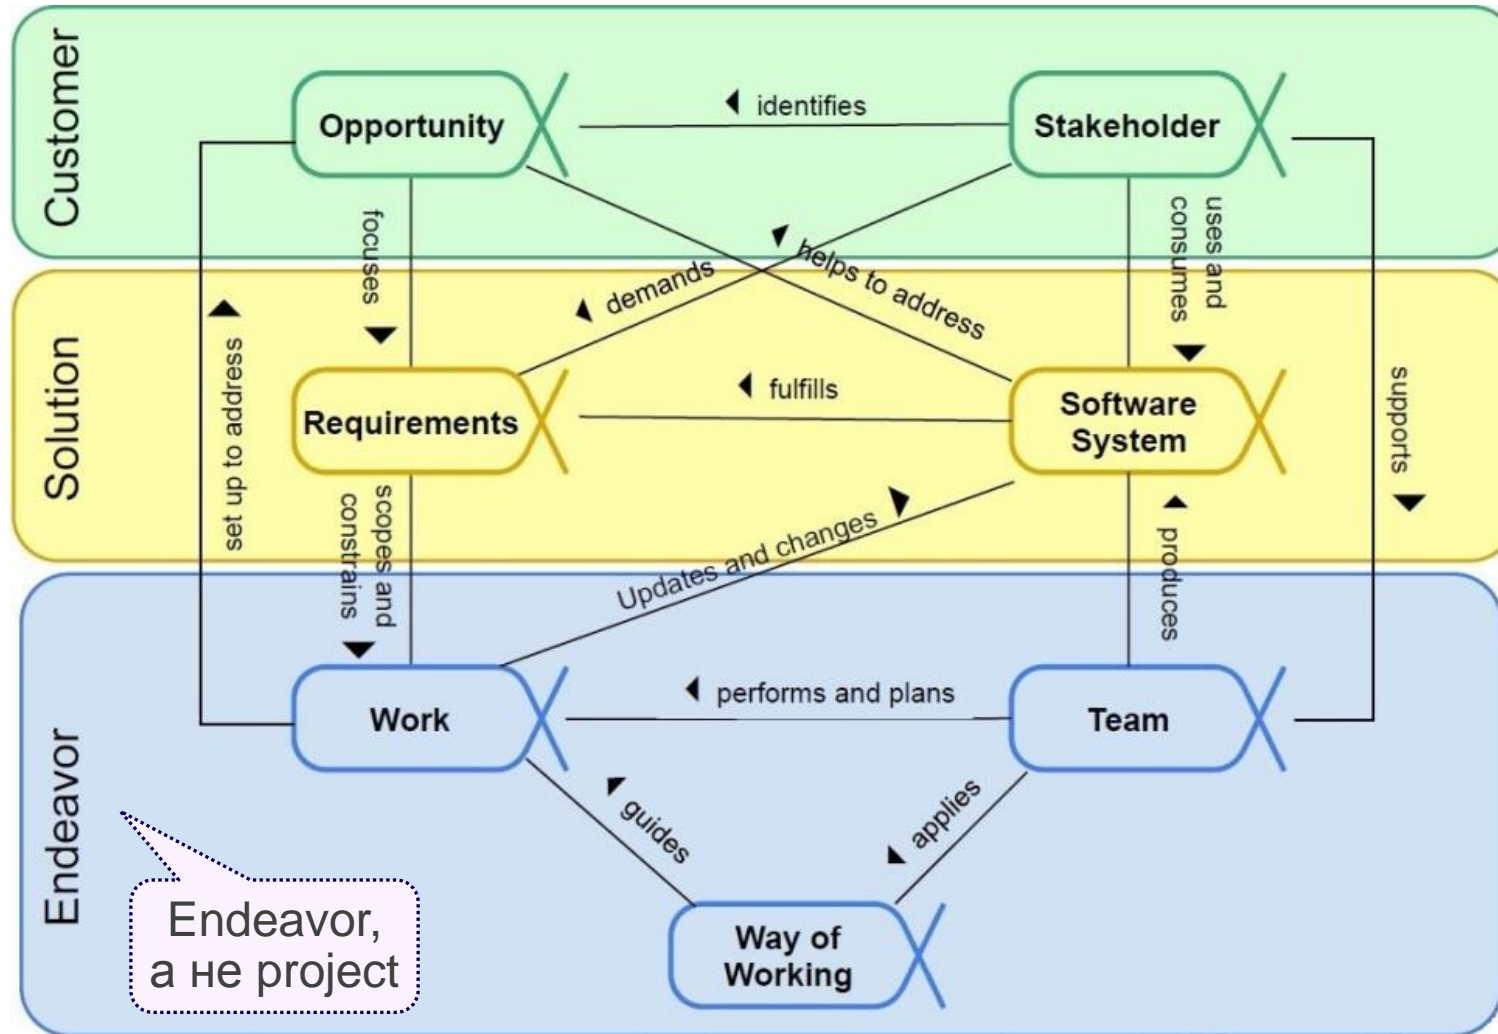 Customer
Opportunity
identifies
Stakeholder
focuses
demands
helps to address
uses and
consumes
Solution
set up to address
Requirements
fulfills
Software
System
supports
scopes and
constrains
Updates and changes
produces
Endeavor
Work
performs and plans
Team
guides
applies
Way of
Working
Endeavor,
а не project